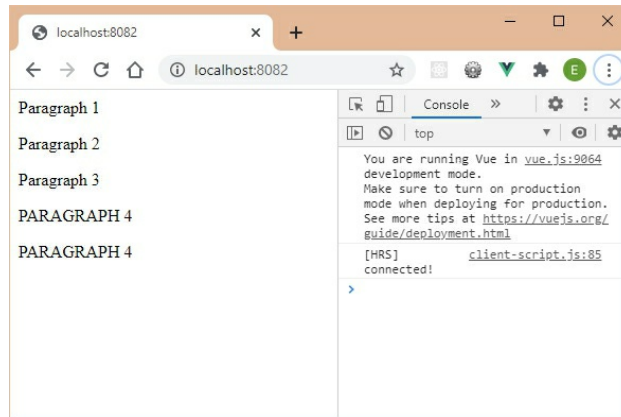 localhost:8082
localhost:8082
E
Paragraph 1
Paragraph 2
Paragraph 3
PARAGRAPH 4
PARAGRAPH 4
Console
top
You are running Vue in vue.js:9064
development mode.
Make sure to turn on production
mode when deploying for production.
See more tips at https://vuejs.org/
guide/deployment.html
[HRS] client-script.js:85
connected!